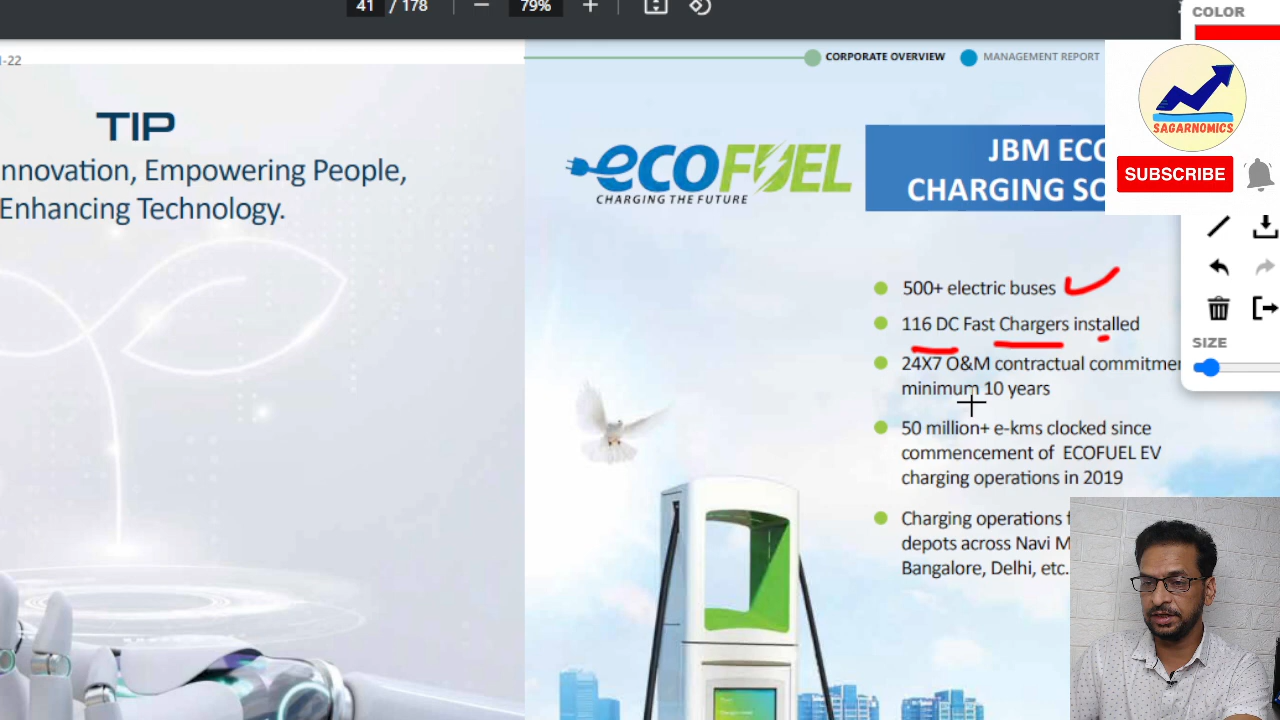 41 / 178
79%
COLOR
-22
CORPORATE OVERVIEW
MANAGEMENT REPORT
SAGARNOMICS
SUBSCRIBE
TIP
nnovation, Empowering People,
Enhancing Technology.
ecoFUEL
CHARGING THE FUTURE
JBM ECO
CHARGING SO
500+ electric buses
116 DC Fast Chargers installed
SIZE
24X7 O&M contractual commitmen
minimum 10 years
50 million+ e-kms clocked since
commencement of ECOFUEL EV
charging operations in 2019
Charging operations f
depots across Navi M
Bangalore, Delhi, etc.